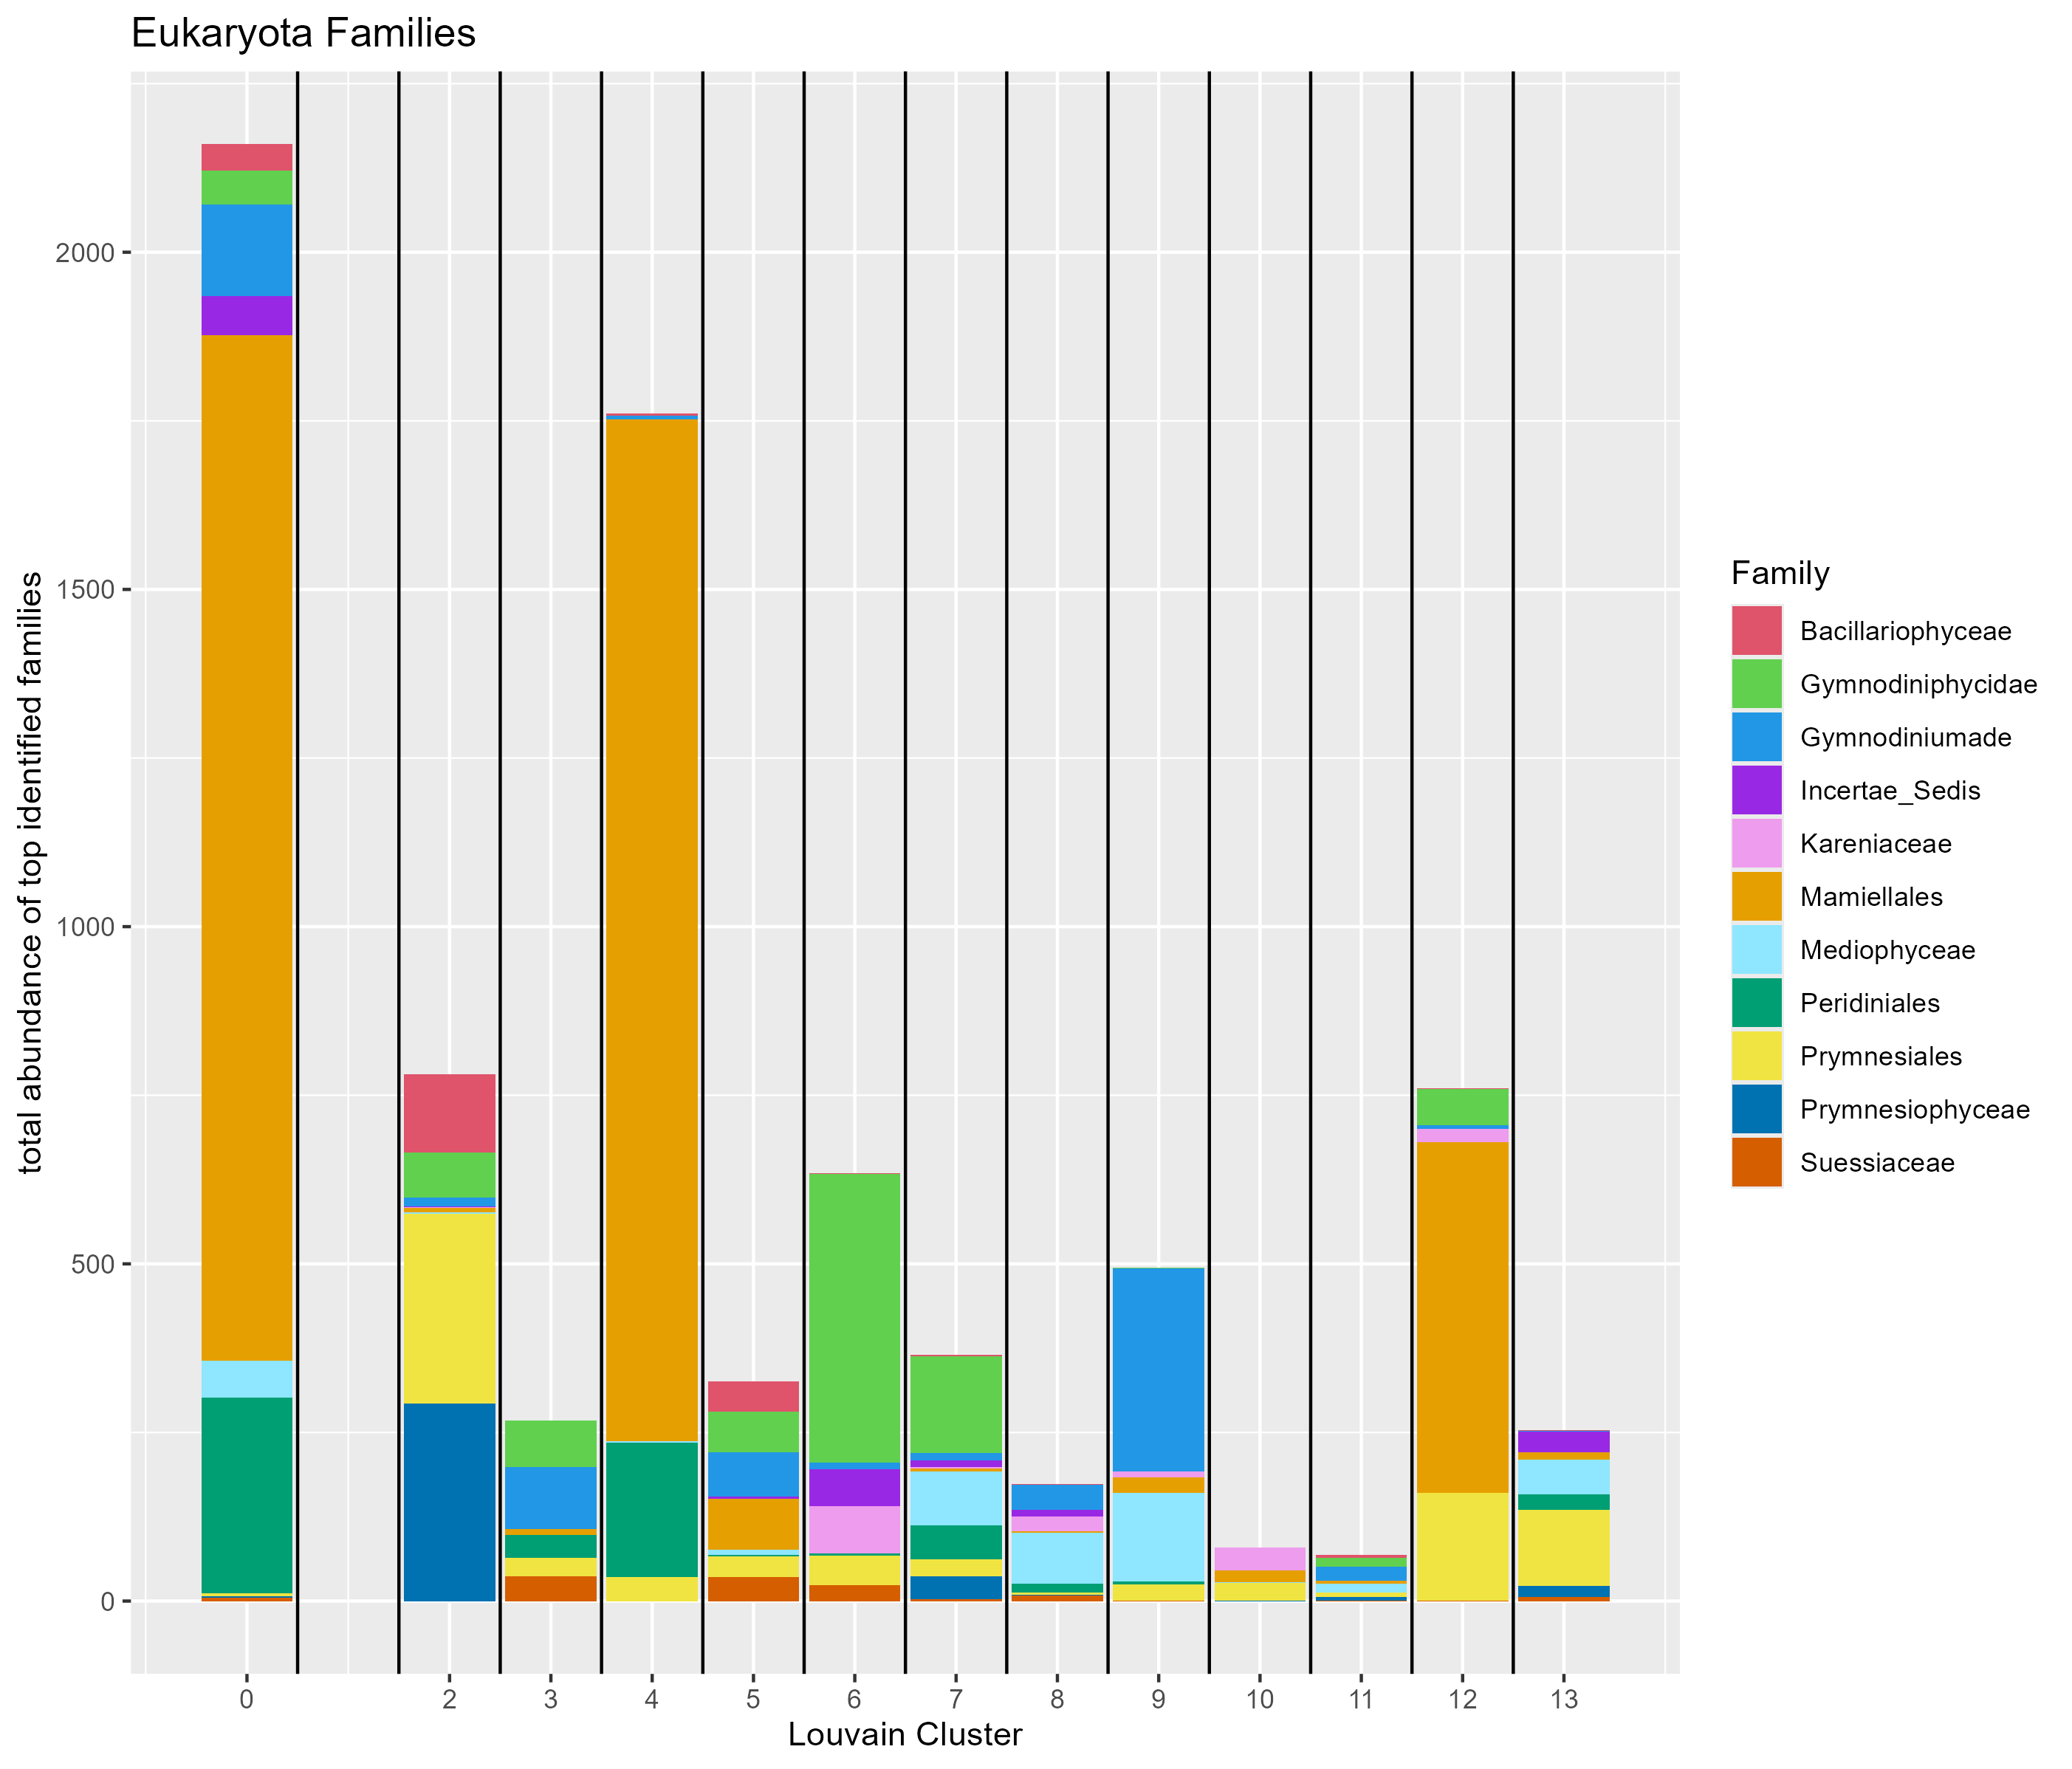 Eukaryota Families
total abundance of top identified families
2000
1500
1000
500
0
0 2 3 4 5 6 7 8 9 10 11 12 13
Louvain Cluster
Family
Bacillariophyceae
Gymnodiniphycidae
Gymnodiniumade
Incertae_Sedis
Kareniaceae
Mamiellales
Mediophyceae
Peridiniales
Prymnesiales
Prymnesiophyceae
Suessiaceae